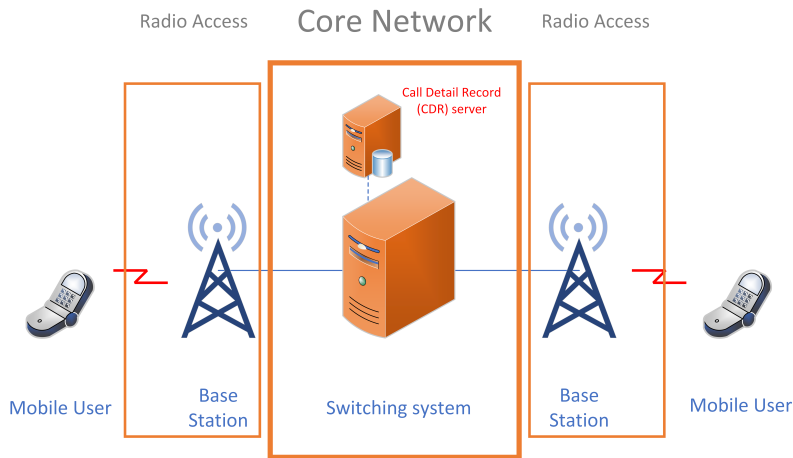 Radio Access
Core Network
Radio Access
Call Detail Record
(CDR) server
Mobile User
Base
Station
Switching system
Base
Station
Mobile User